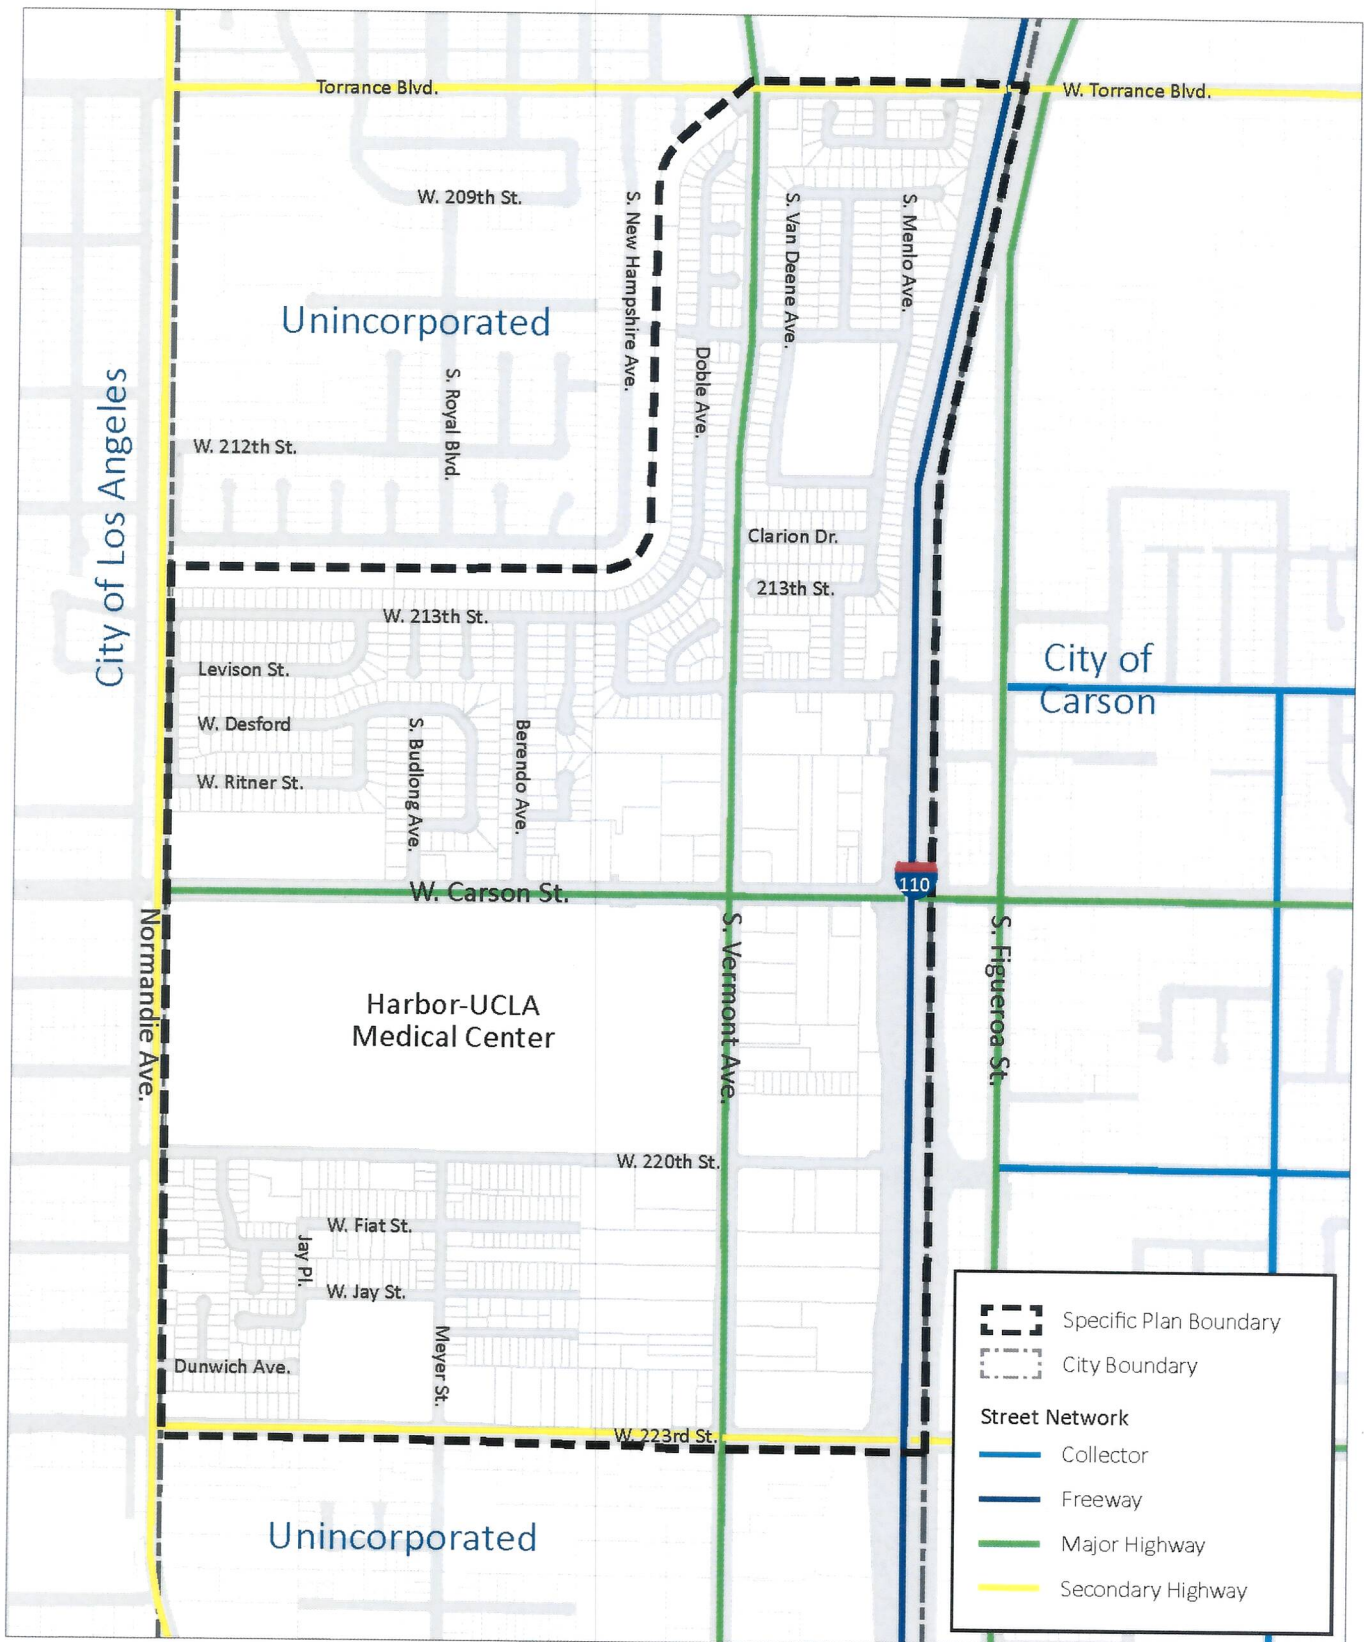 Torrance Blvd.
W. Torrance Blvd.
W. 209th St.
S. New Hampshire Ave.
S. Van Deene Ave.
S. Menlo Ave.
Unincorporated
Doble Ave.
S. Royal Blvd.
City of Los Angeles
W. 212th St.
Clarion Dr.
213th St.
W. 213th St.
City of
Carson
Levison St.
W. Desford
S. Budlong Ave.
Berendo Ave.
W. Ritner St.
110
W. Carson St.
Normandie Ave.
S. Vermont Ave.
S. Figueroa St.
Harbor-UCLA
Medical Center
W. 220th St.
W. Fiat St.
Jay Pl.
W. Jay St.
Meyer St.
Dunwich Ave.
W. 223rd St.
Unincorporated
Specific Plan Boundary
City Boundary
Street Network
Collector
Freeway
Major Highway
Secondary Highway